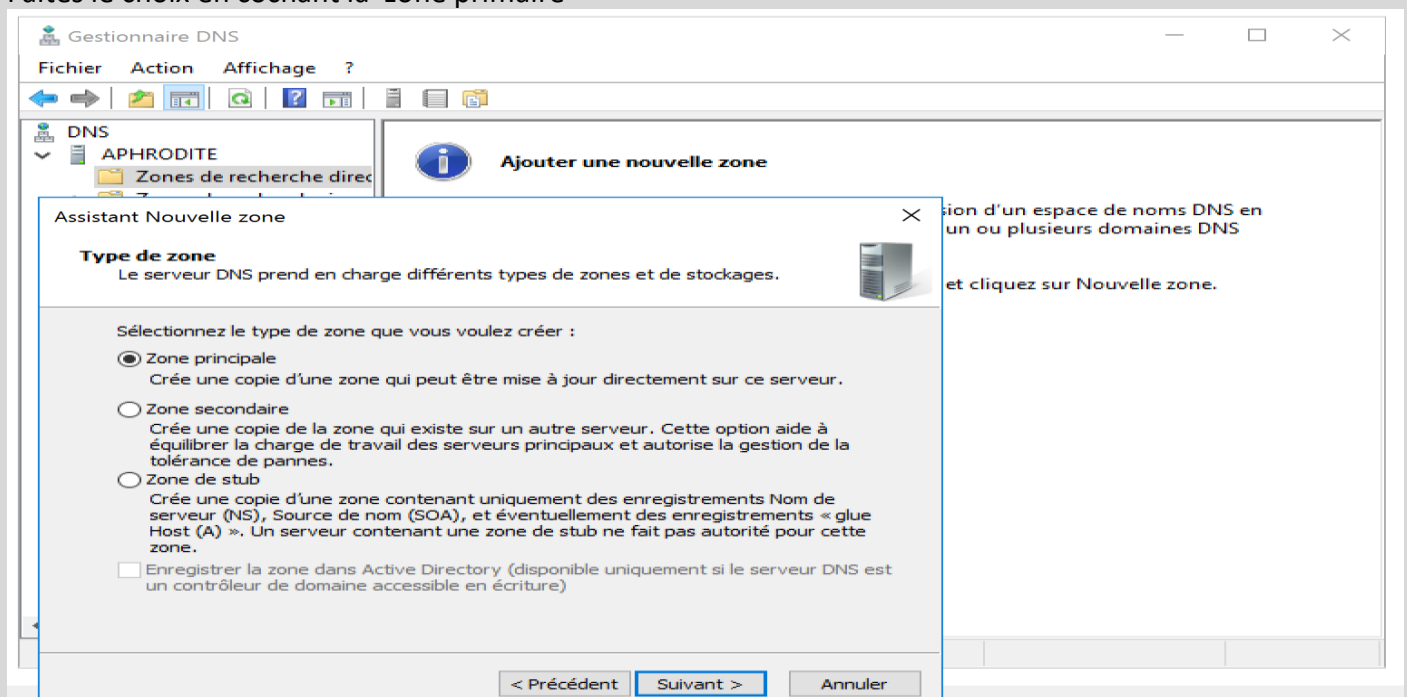 Faites le choix en cochant la zone primaire
Gestionnaire DNS
Fichier Action Affichage ?
DNS
APHRODITE
Zones de recherche direc
Ajouter une nouvelle zone
sion d'un espace de noms DNS en
un ou plusieurs domaines DNS
et cliquez sur Nouvelle zone.
Assistant Nouvelle zone
Type de zone
Le serveur DNS prend en charge différents types de zones et de stockages.
Sélectionnez le type de zone que vous voulez créer :
Zone principale
Crée une copie d'une zone qui peut être mise à jour directement sur ce serveur.
Zone secondaire
Crée une copie de la zone qui existe sur un autre serveur. Cette option aide à
équilibrer la charge de travail des serveurs principaux et autorise la gestion de la
tolérance de pannes.
Zone de stub
Crée une copie d'une zone contenant uniquement des enregistrements Nom de
serveur (NS), Source de nom (SOA), et éventuellement des enregistrements « glue
Host (A) ». Un serveur contenant une zone de stub ne fait pas autorité pour cette
zone.
Enregistrer la zone dans Active Directory (disponible uniquement si le serveur DNS est
un contrôleur de domaine accessible en écriture)
< Précédent Suivant > Annuler